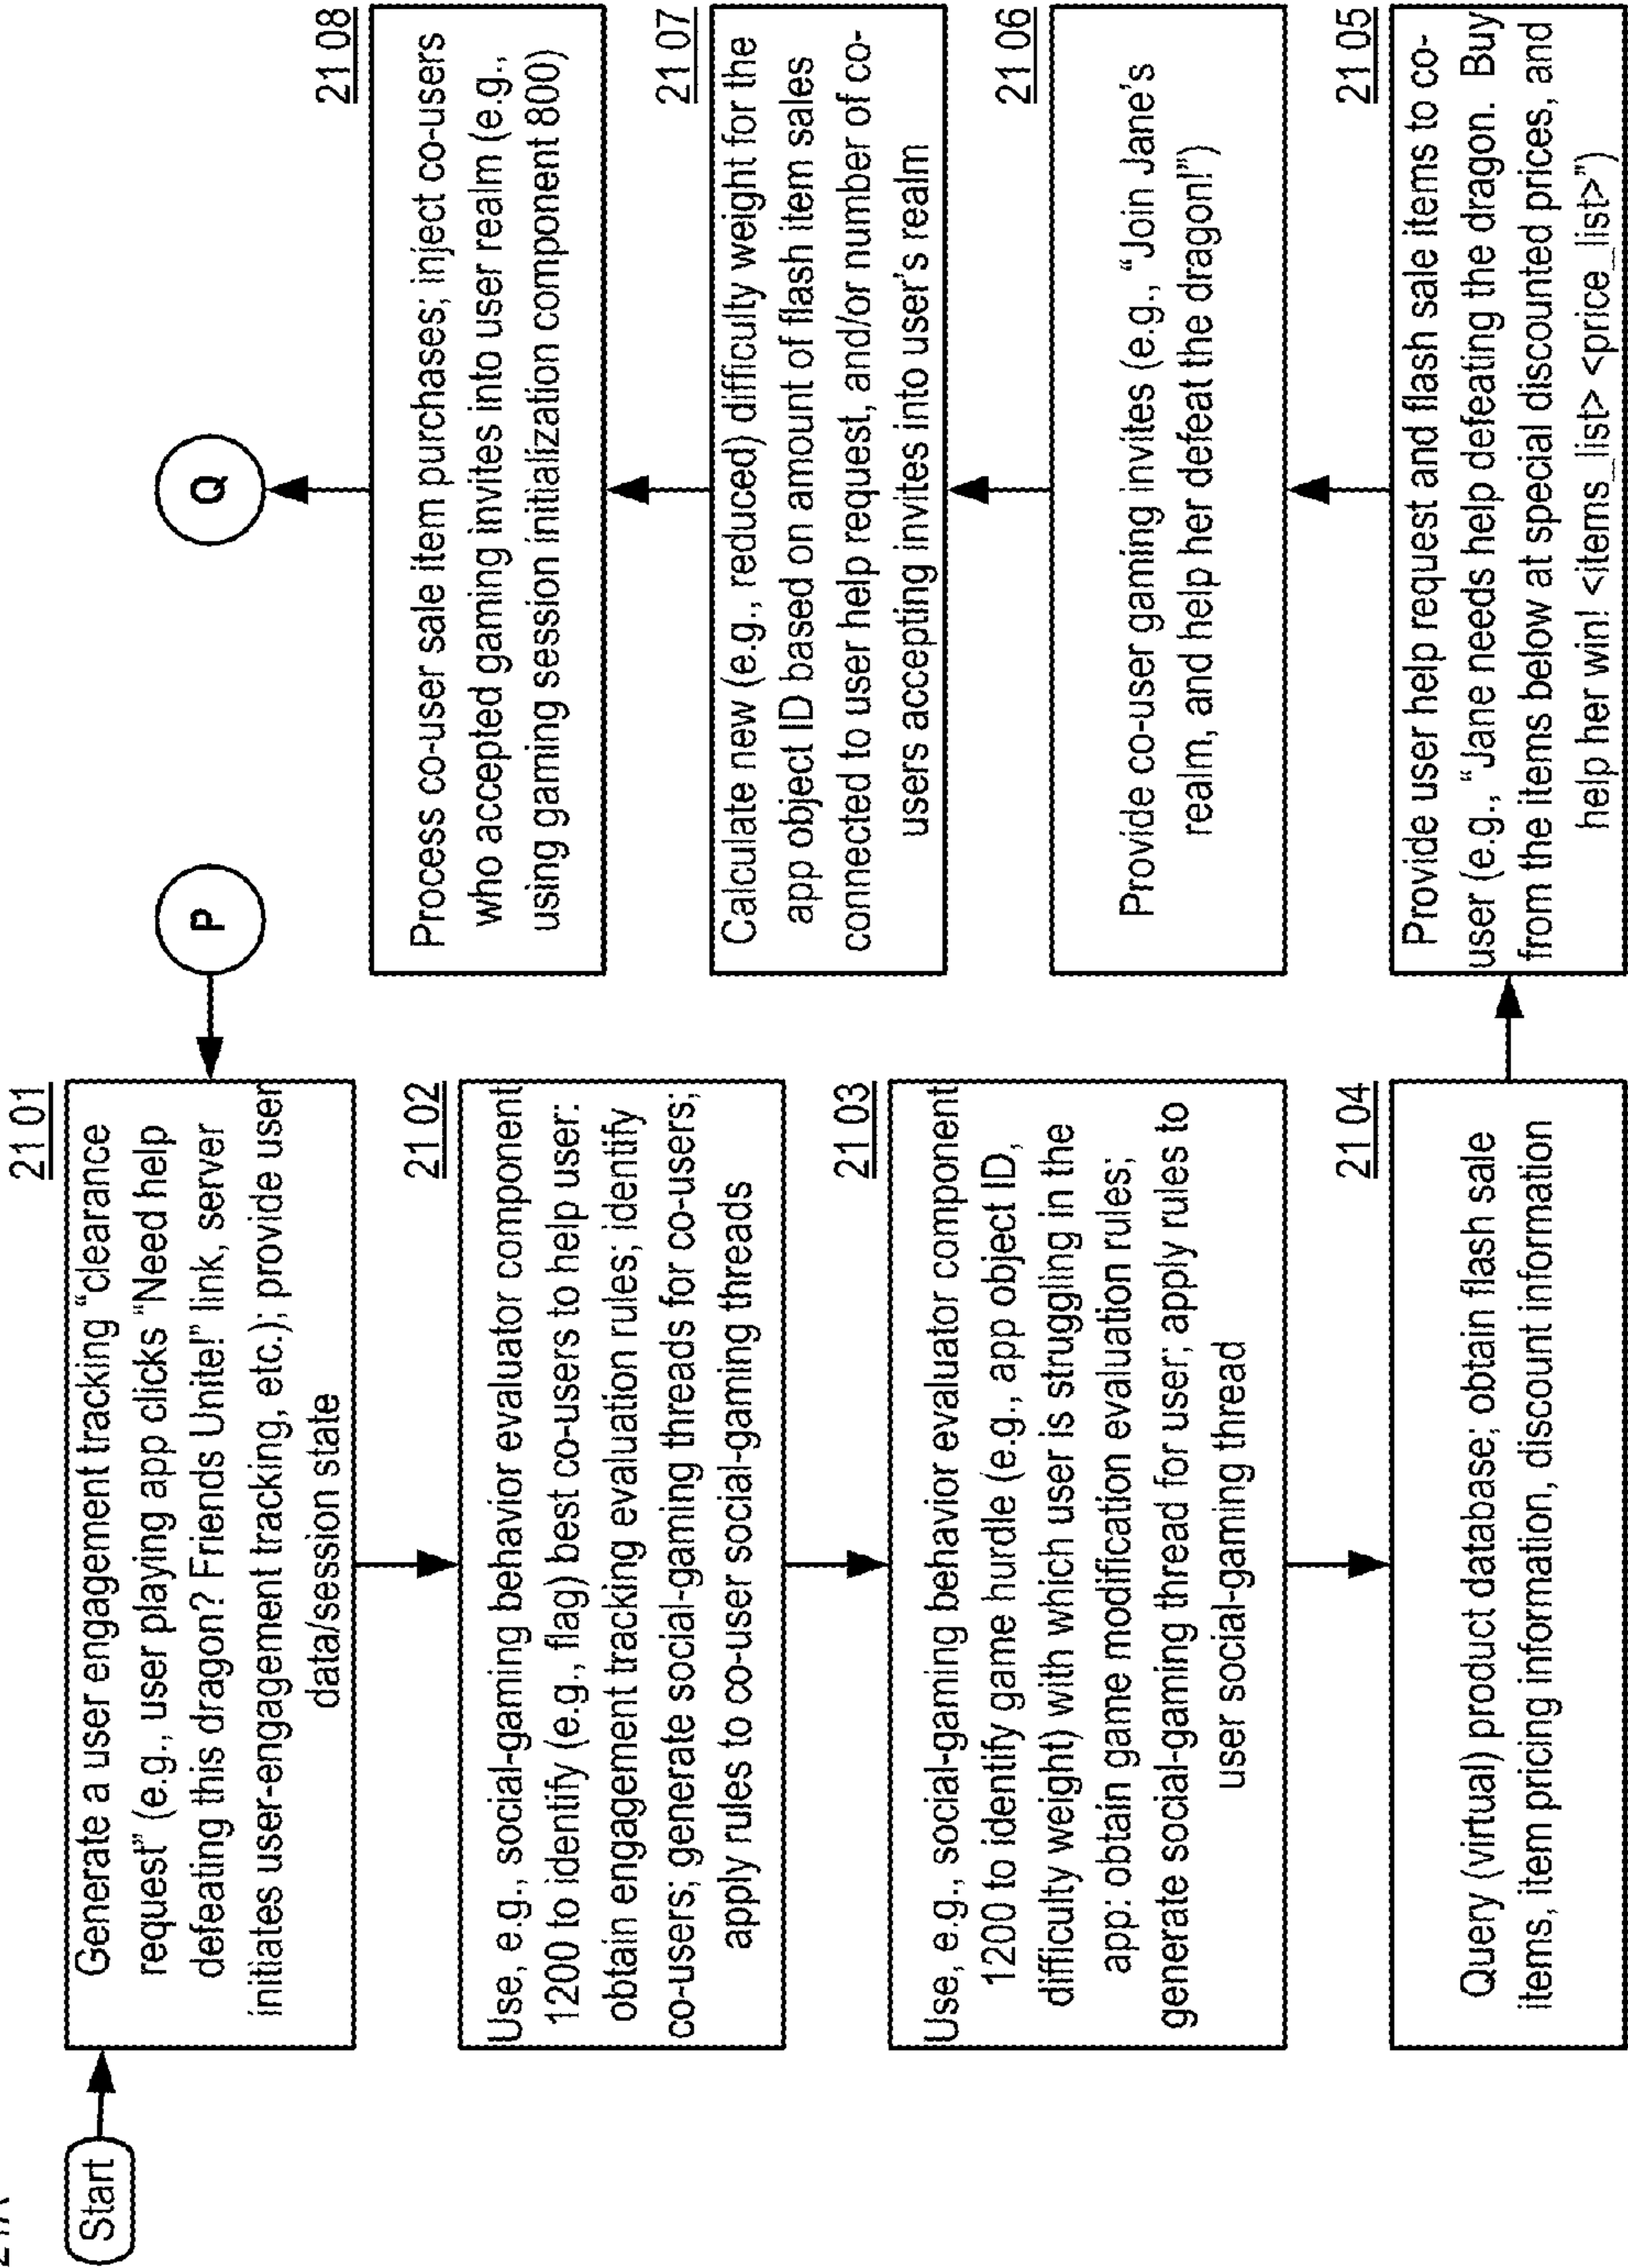 Start
21 01
Generate a user engagement tracking “clearance
request” (e.g., user playing app clicks “Need help
defeating this dragon? Friends Unite!” link, server
initiates user-engagement tracking, etc.); provide user
data/session state
21 02
Use, e.g., social-gaming behavior evaluator component
1200 to identify (e.g., flag) best co-users to help user:
obtain engagement tracking evaluation rules; identify
co-users; generate social-gaming threads for co-users;
apply rules to co-user social-gaming threads
21 03
Use, e.g., social-gaming behavior evaluator component
1200 to identify game hurdle (e.g., app object ID,
difficulty weight) with which user is struggling in the
app: obtain game modification evaluation rules;
generate social-gaming thread for user; apply rules to
user social-gaming thread
21 04
Query (virtual) product database; obtain flash sale
items, item pricing information, discount information
P
Q
21 08
Process co-user sale item purchases; inject co-users
who accepted gaming invites into user realm (e.g.,
using gaming session initialization component 800)
21 07
Calculate new (e.g., reduced) difficulty weight for the
app object ID based on amount of flash item sales
connected to user help request, and/or number of co-
users accepting invites into user’s realm
21 06
Provide co-user gaming invites (e.g., “Join Jane’s
realm, and help her defeat the dragon!”)
21 05
Provide user help request and flash sale items to co-
user (e.g., “Jane needs help defeating the dragon.  Buy
from the items below at special discounted prices, and
help her win! <items_list> <price_list>”)